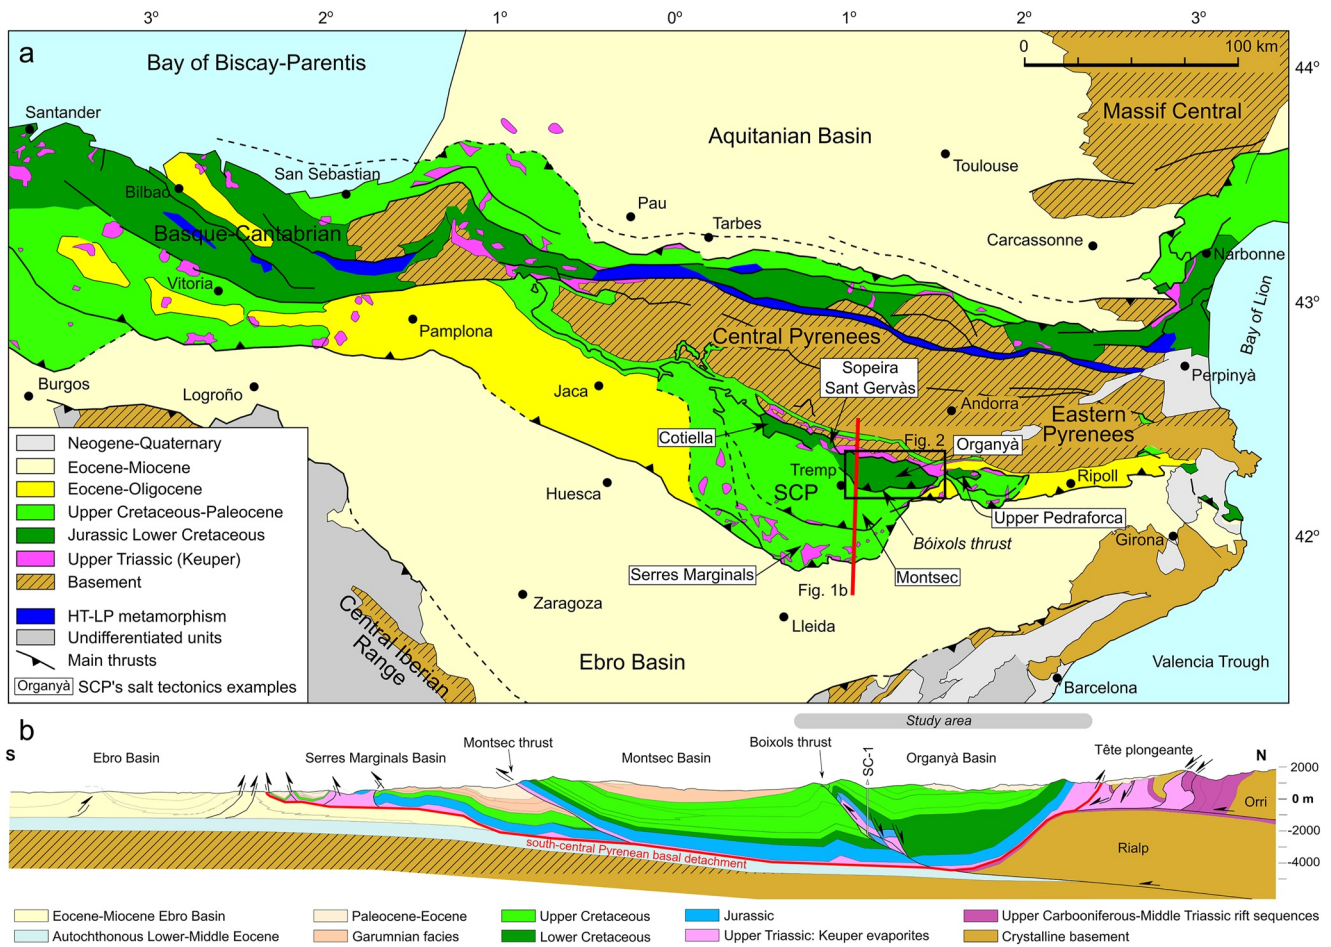 3° 2° 1° 0° 1° 2° 3°
a
0 100 km
44°
Bay of Biscay-Parentis
Massif Central
Santander
Aquitanian Basin
Toulouse
San Sebastian
Bilbao
Pau
Tarbes
Carcassonne
Basque-Cantabrian
Narbonne
Vitoria
43°
Bay of Lion
Pamplona
Central Pyrenees
Sopeira
Sant Gervàs
Perpinyà
Burgos
Logroño
Jaca
Andorra
Eastern
Pyrenees
Cotiella
Fig. 2
Organyà
Tremp
SCP
Ripoll
Huesca
Upper Pedraforca
Girona
42°
Bóixols thrust
Serres Marginals
Montsec
Fig. 1b
Zaragoza
Lleida
Central Iberian
Range
Ebro Basin
Valencia Trough
Barcelona
Neogene-Quaternary
Eocene-Miocene
Eocene-Oligocene
Upper Cretaceous-Paleocene
Jurassic Lower Cretaceous
Upper Triassic (Keuper)
Basement
HT-LP metamorphism
Undifferentiated units
Main thrusts
Organyà SCP's salt tectonics examples
b
Study area
S
Ebro Basin
Serres Marginals Basin
Montsec thrust
Montsec Basin
Boixols thrust
SC-1
Organyà Basin
Tête plongeante
N
2000
0 m
-2000
-4000
Orri
Rialp
south-central Pyrenean basal detachment
Eocene-Miocene Ebro Basin
Paleocene-Eocene
Upper Cretaceous
Jurassic
Upper Carbooniferous-Middle Triassic rift sequences
Autochthonous Lower-Middle Eocene
Garumnian facies
Lower Cretaceous
Upper Triassic: Keuper evaporites
Crystalline basement